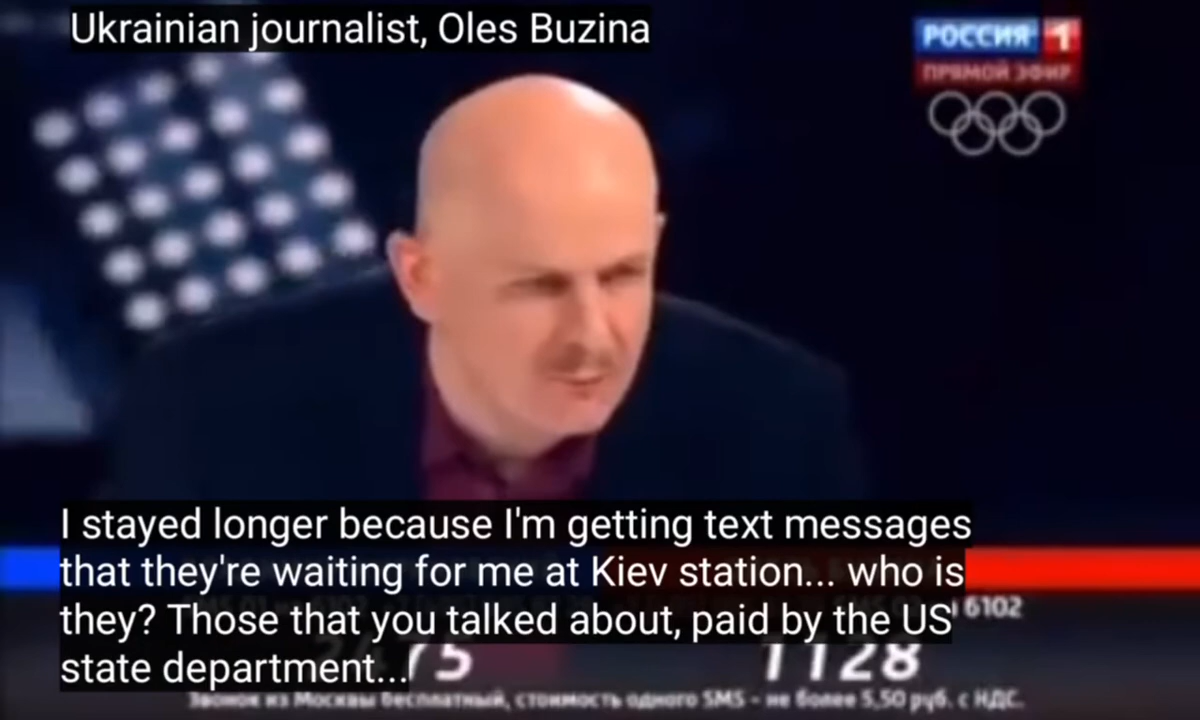 Ukrainian journalist, Oles Buzina
РОССИЯ 1
ПРЯМОЙ ЭФИР
I stayed longer because I'm getting text messages
that they're waiting for me at Kiev station... who is
they? Those that you talked about, paid by the US
6102
state department...
75
1128
Звонок из Москвы бесплатный, стоимость одного SMS - не более 5,50 руб. с НДС.